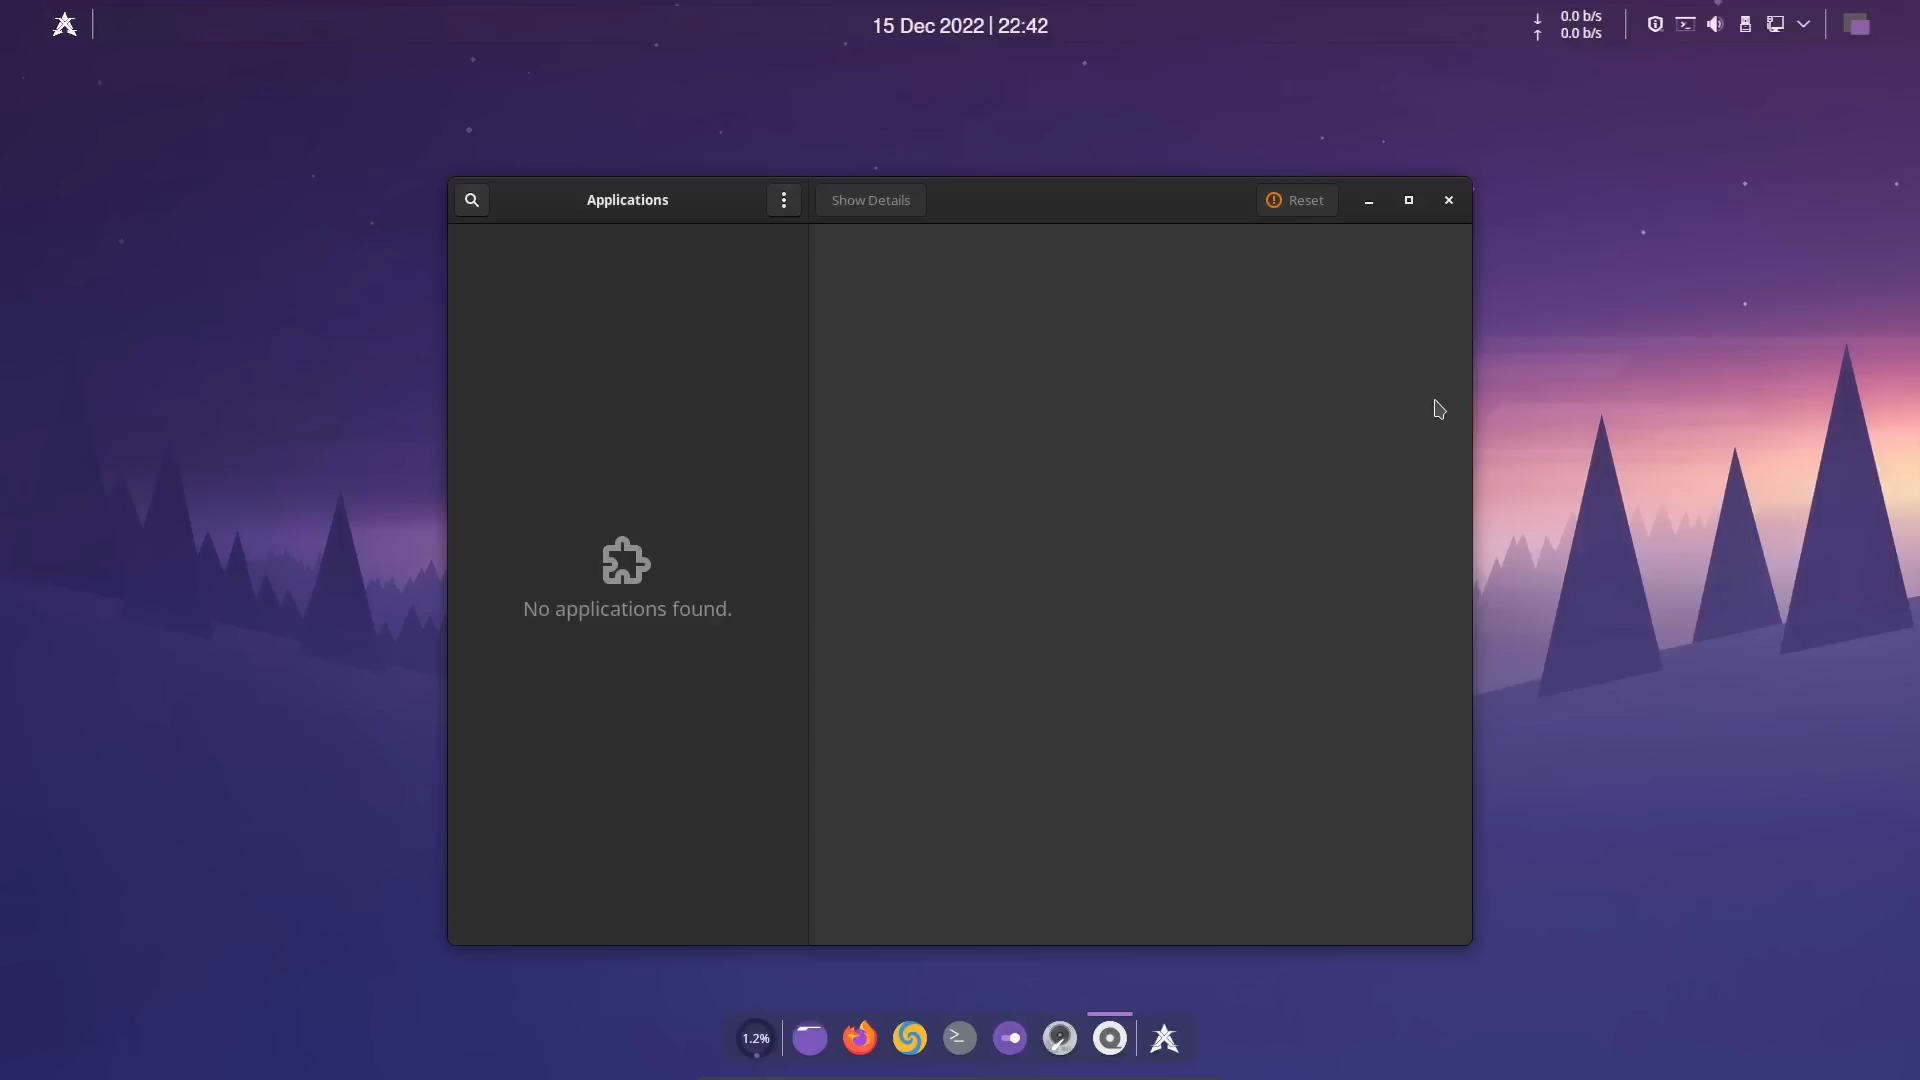 15 Dec 2022 | 22:42
↓ 0.0 b/s
↑ 0.0 b/s
Applications
Show Details
Reset
No applications found.
1.2%